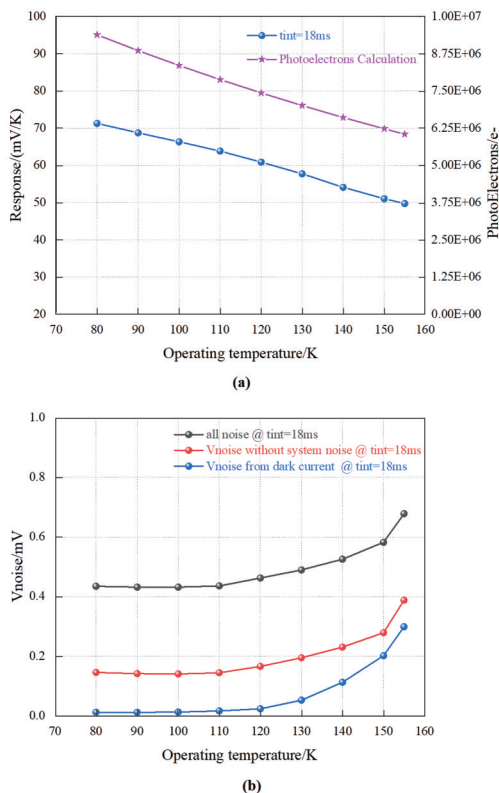 100
90
80
70
60
50
40
30
20
Response/(mV/K)
tint=18ms
Photoelectrons Calculation
1.00E+07
8.75E+06
7.50E+06
6.25E+06
5.00E+06
3.75E+06
2.50E+06
1.25E+06
0.00E+00
PhotoElectrons/e-
70 80 90 100 110 120 130 140 150 160
Operating temperature/K
(a)
1.0
0.8
0.6
0.4
0.2
0.0
Vnoise/mV
all noise @ tint=18ms
Vnoise without system noise @ tint=18ms
Vnoise from dark current @ tint=18ms
70 80 90 100 110 120 130 140 150 160
Operating temperature/K
(b)